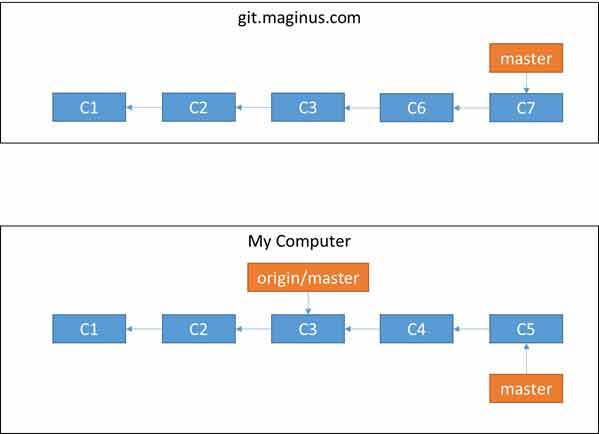 git.maginus.com
master
C1 C2 C3 C6 C7
My Computer
origin/master
C1 C2 C3 C4 C5
master